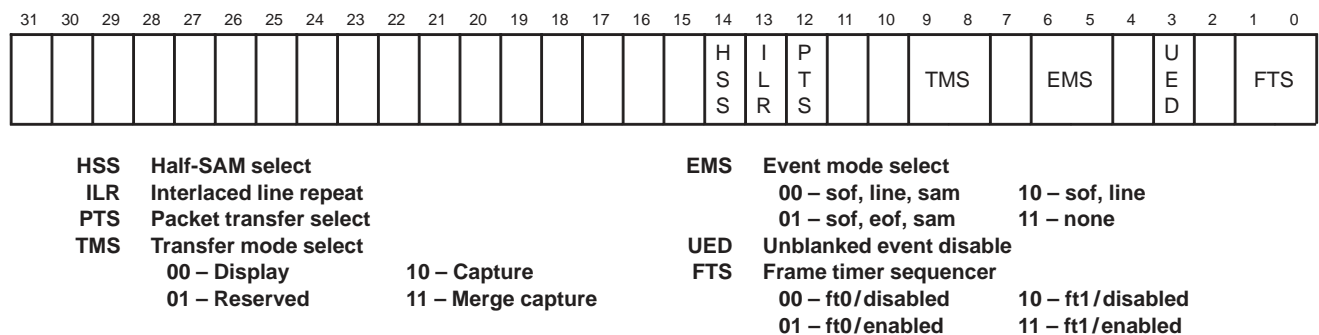 31 30 29 28 27 26 25 24 23 22 21 20 19 18 17 16 15 14 13 12 11 10 9 8 7 6 5 4 3 2 1 0
HSS ILR PTS TMS EMS UED FTS
HSS Half-SAM select
ILR Interlaced line repeat
PTS Packet transfer select
TMS Transfer mode select
00 – Display 10 – Capture
01 – Reserved 11 – Merge capture
EMS Event mode select
00 – sof, line, sam 10 – sof, line
01 – sof, eof, sam 11 – none
UED Unblanked event disable
FTS Frame timer sequencer
00 – ft0/disabled 10 – ft1/disabled
01 – ft0/enabled 11 – ft1/enabled